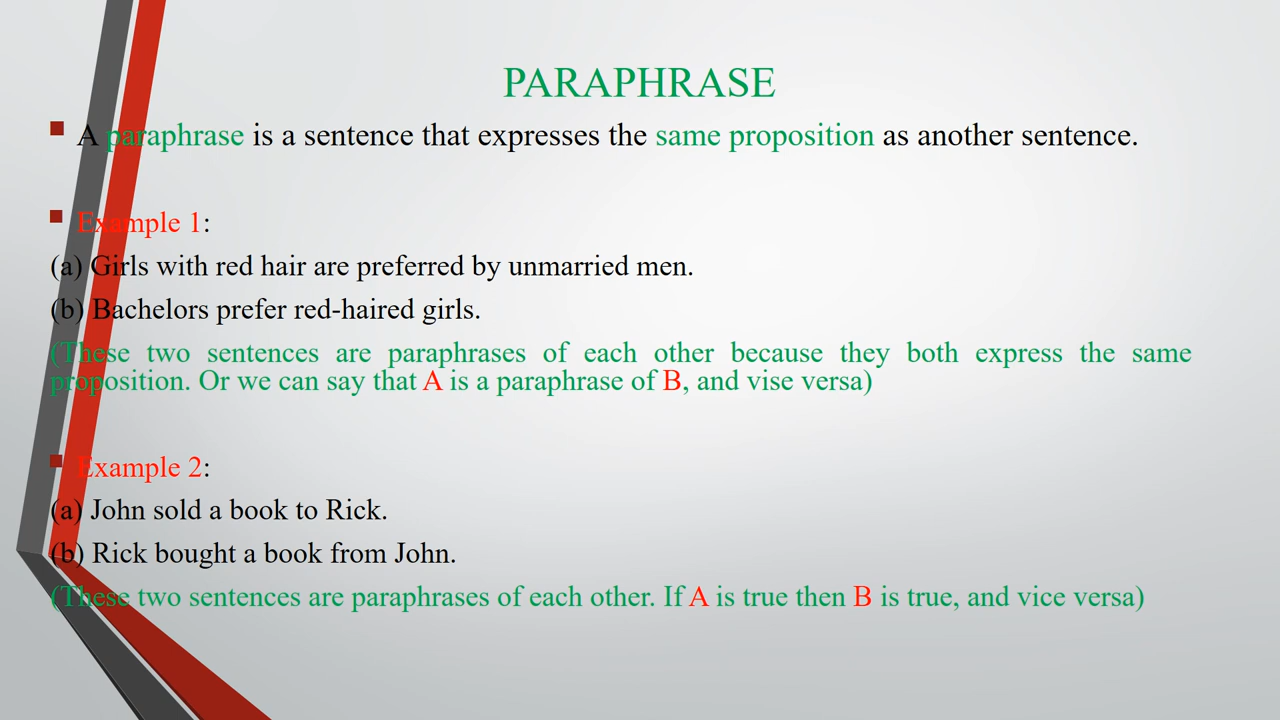 PARAPHRASE
A paraphrase is a sentence that expresses the same proposition as another sentence.
Example 1:
(a) Girls with red hair are preferred by unmarried men.
(b) Bachelors prefer red-haired girls.
(These two sentences are paraphrases of each other because they both express the same
proposition. Or we can say that A is a paraphrase of B, and vise versa)
Example 2:
(a) John sold a book to Rick.
(b) Rick bought a book from John.
(These two sentences are paraphrases of each other. If A is true then B is true, and vice versa)